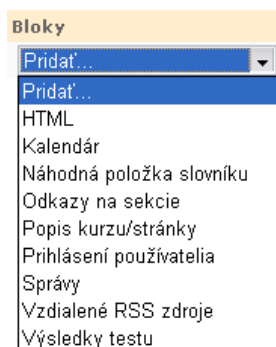 Bloky
Pridať...
Pridať...
HTML
Kalendár
Náhodná položka slovníku
Odkazy na sekcie
Popis kurzu/stránky
Prihlásení používatelia
Správy
Vzdialené RSS zdroje
Výsledky testu